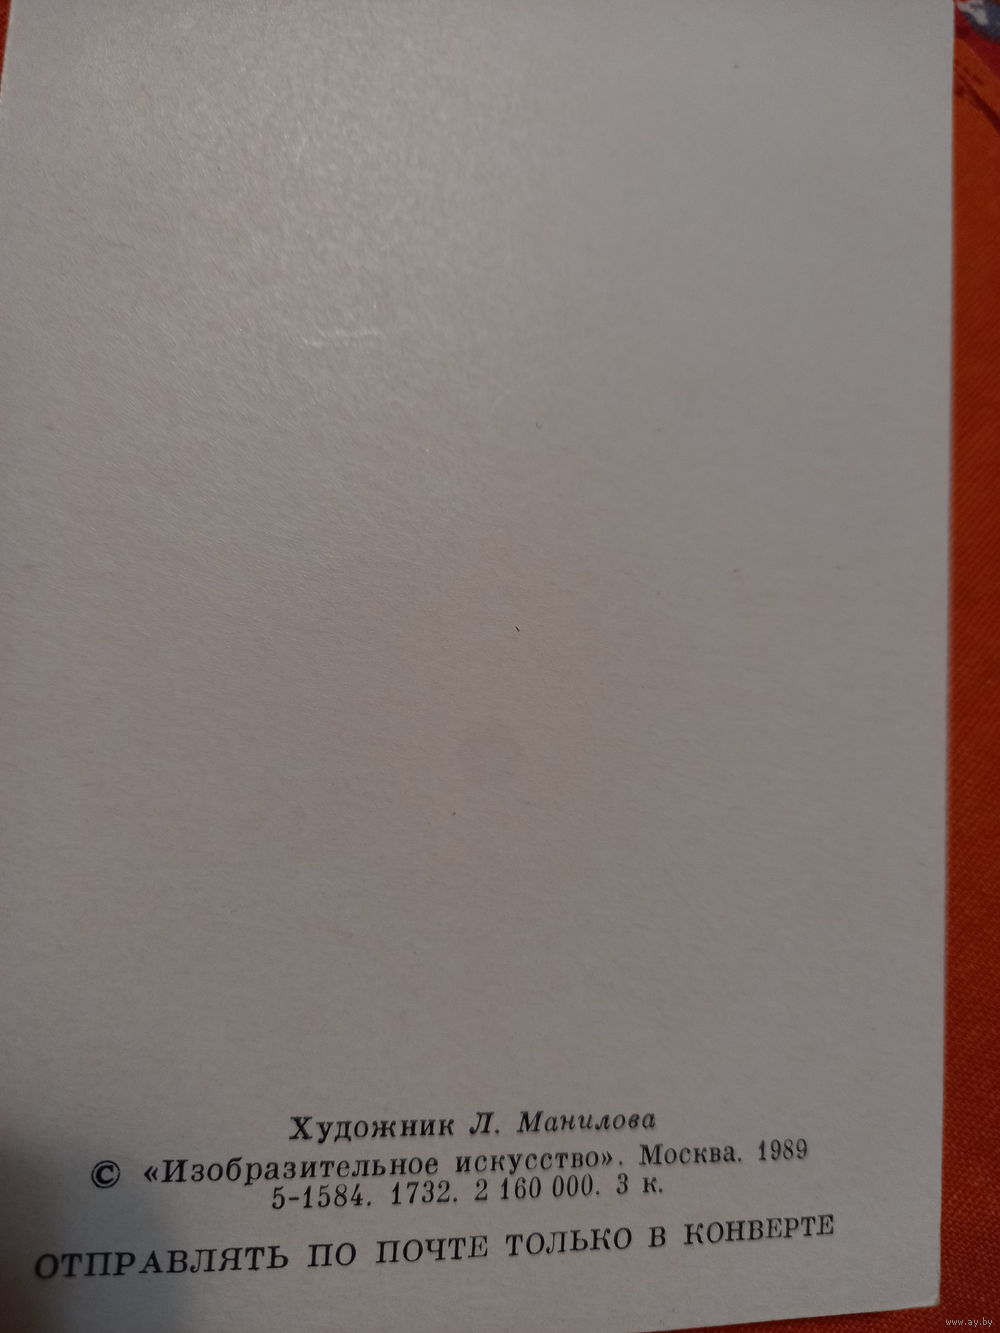 Художник Л. Манилова
© «Изобразительное искусство». Москва. 1989
5-1584. 1732. 2 160 000. 3 к.
ОТПРАВЛЯТЬ ПО ПОЧТЕ ТОЛЬКО В КОНВЕРТЕ
www.ay.by